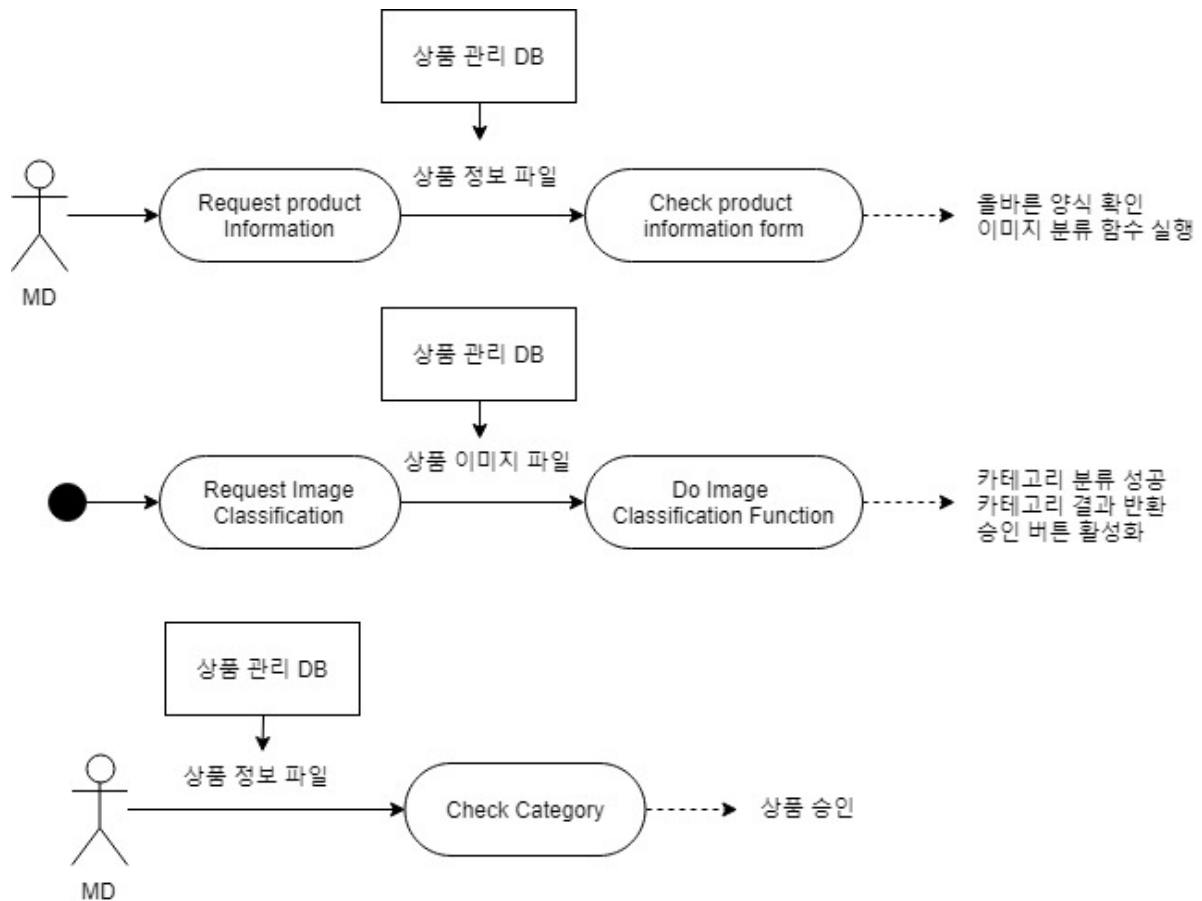 상품 관리 DB
상품 정보 파일
Request product
Information
Check product
information form
올바른 양식 확인
이미지 분류 함수 실행
MD
상품 관리 DB
상품 이미지 파일
Request Image
Classification
Do Image
Classification Function
카테고리 분류 성공
카테고리 결과 반환
승인 버튼 활성화
상품 관리 DB
상품 정보 파일
Check Category
상품 승인
MD